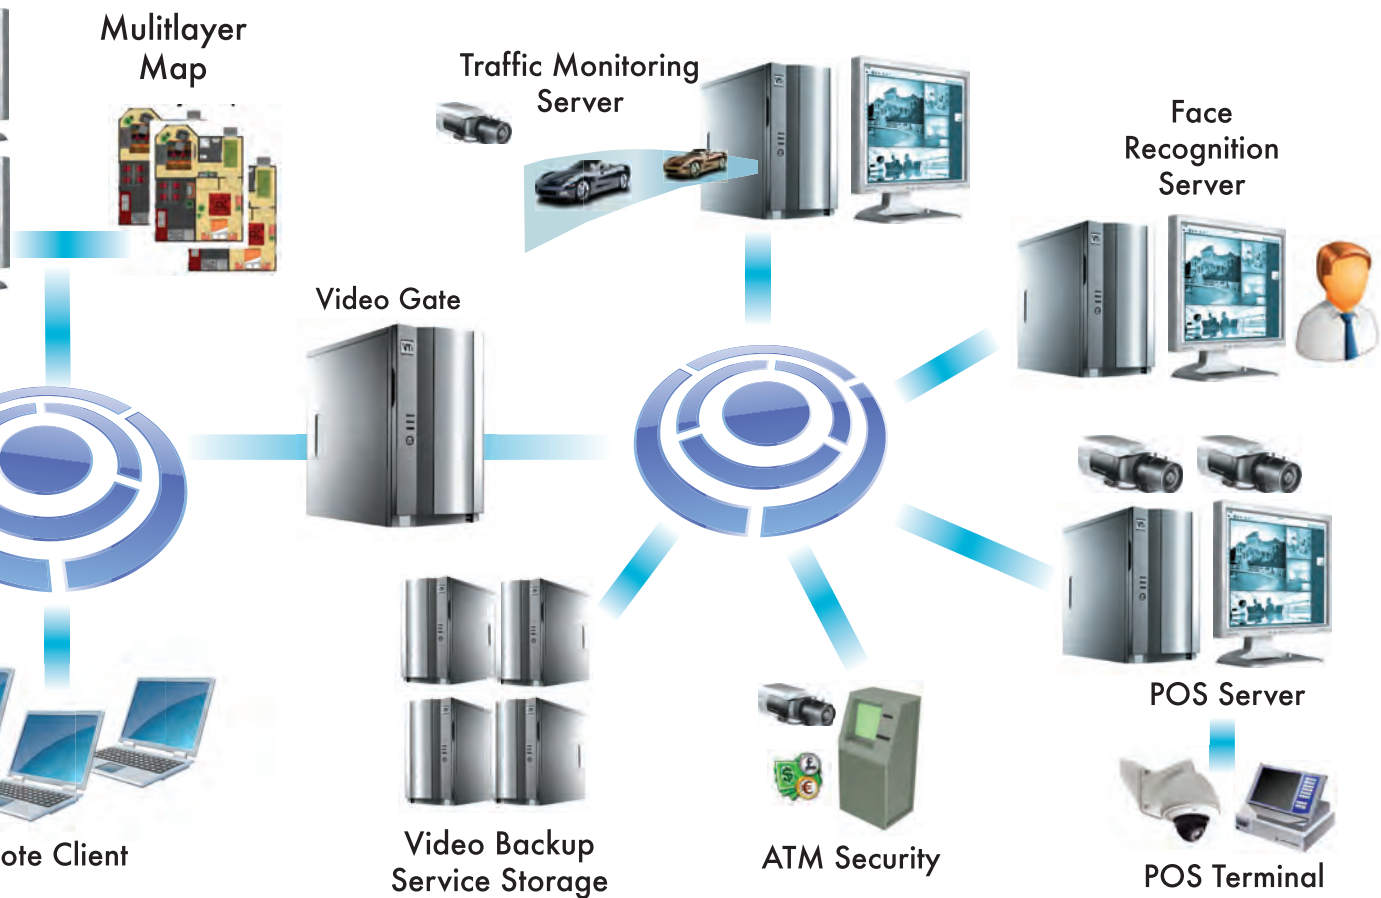 Mulitlayer
Map
Traffic Monitoring
Server
Face
Recognition
Server
Video Gate
POS Server
ote Client
Video Backup
Service Storage
ATM Security
POS Terminal